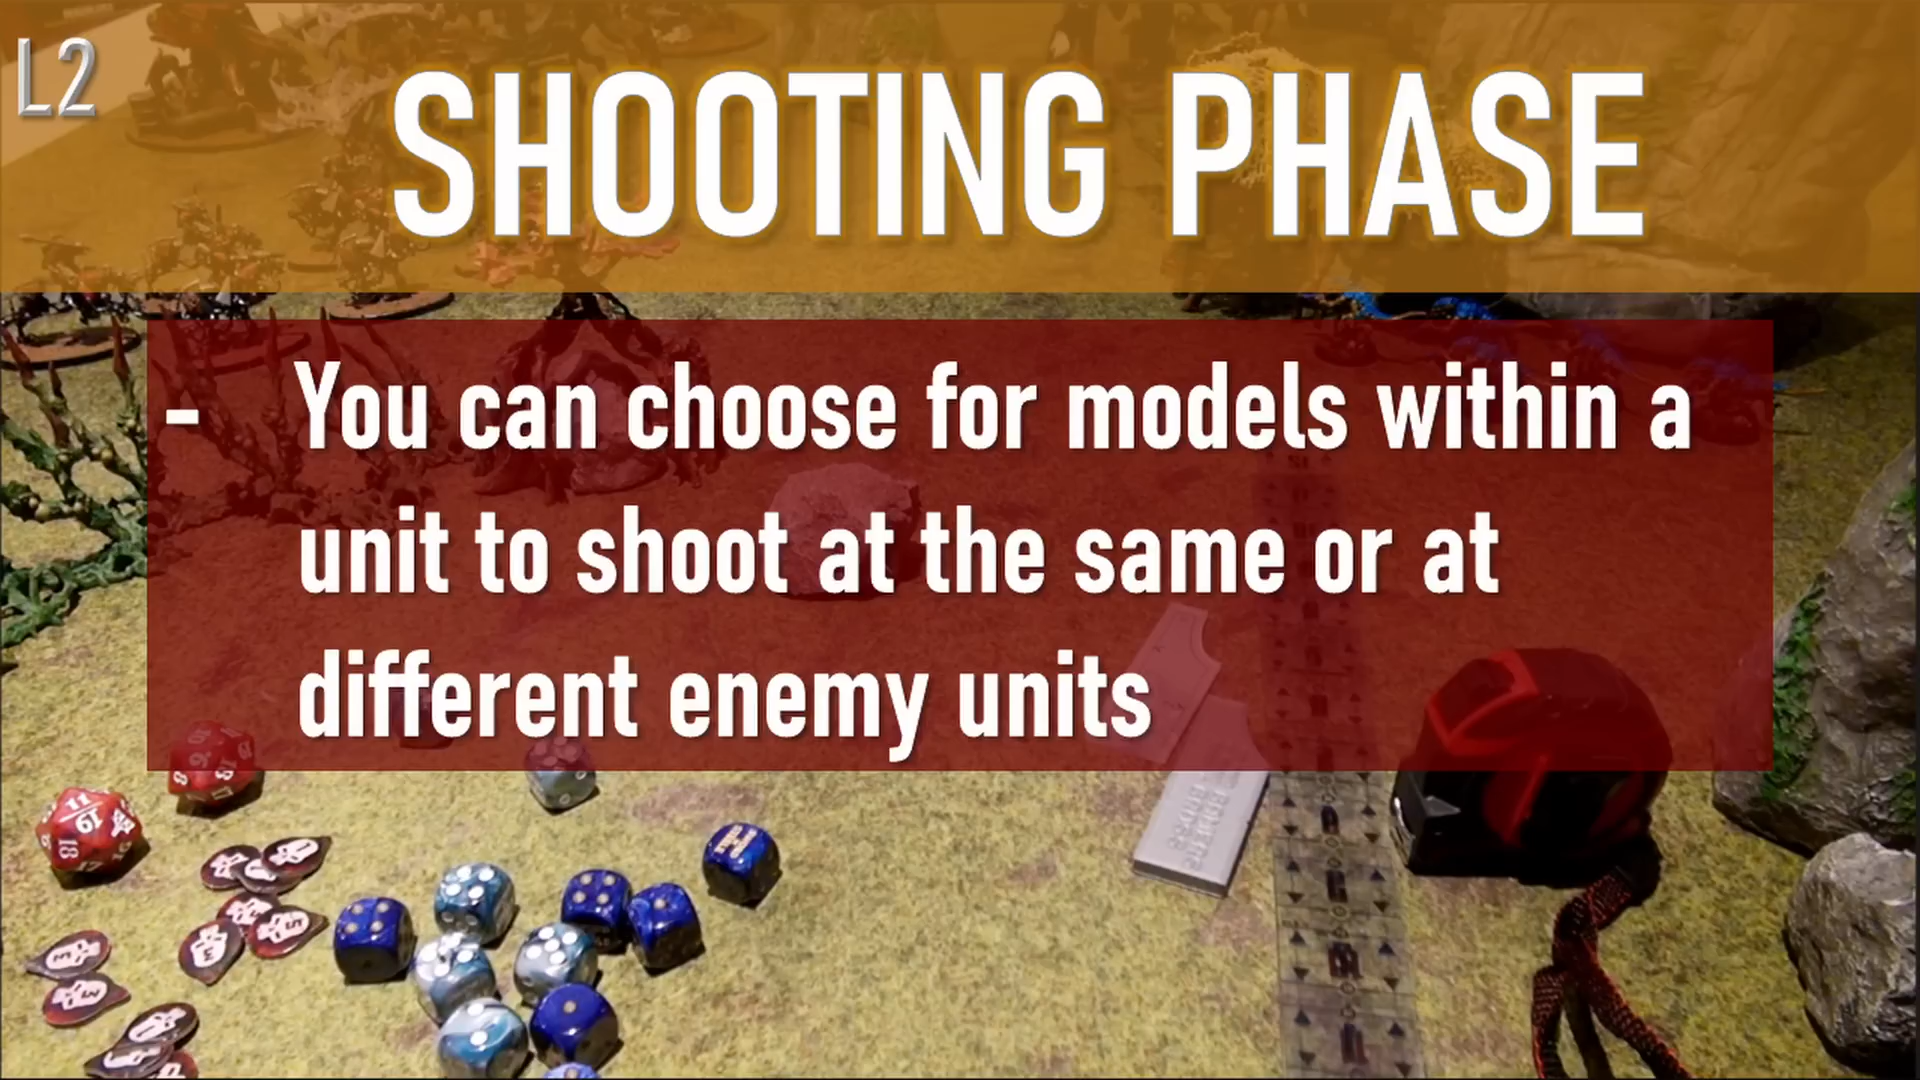 L2
SHOOTING PHASE
- You can choose for models within a
unit to shoot at the same or at
different enemy units